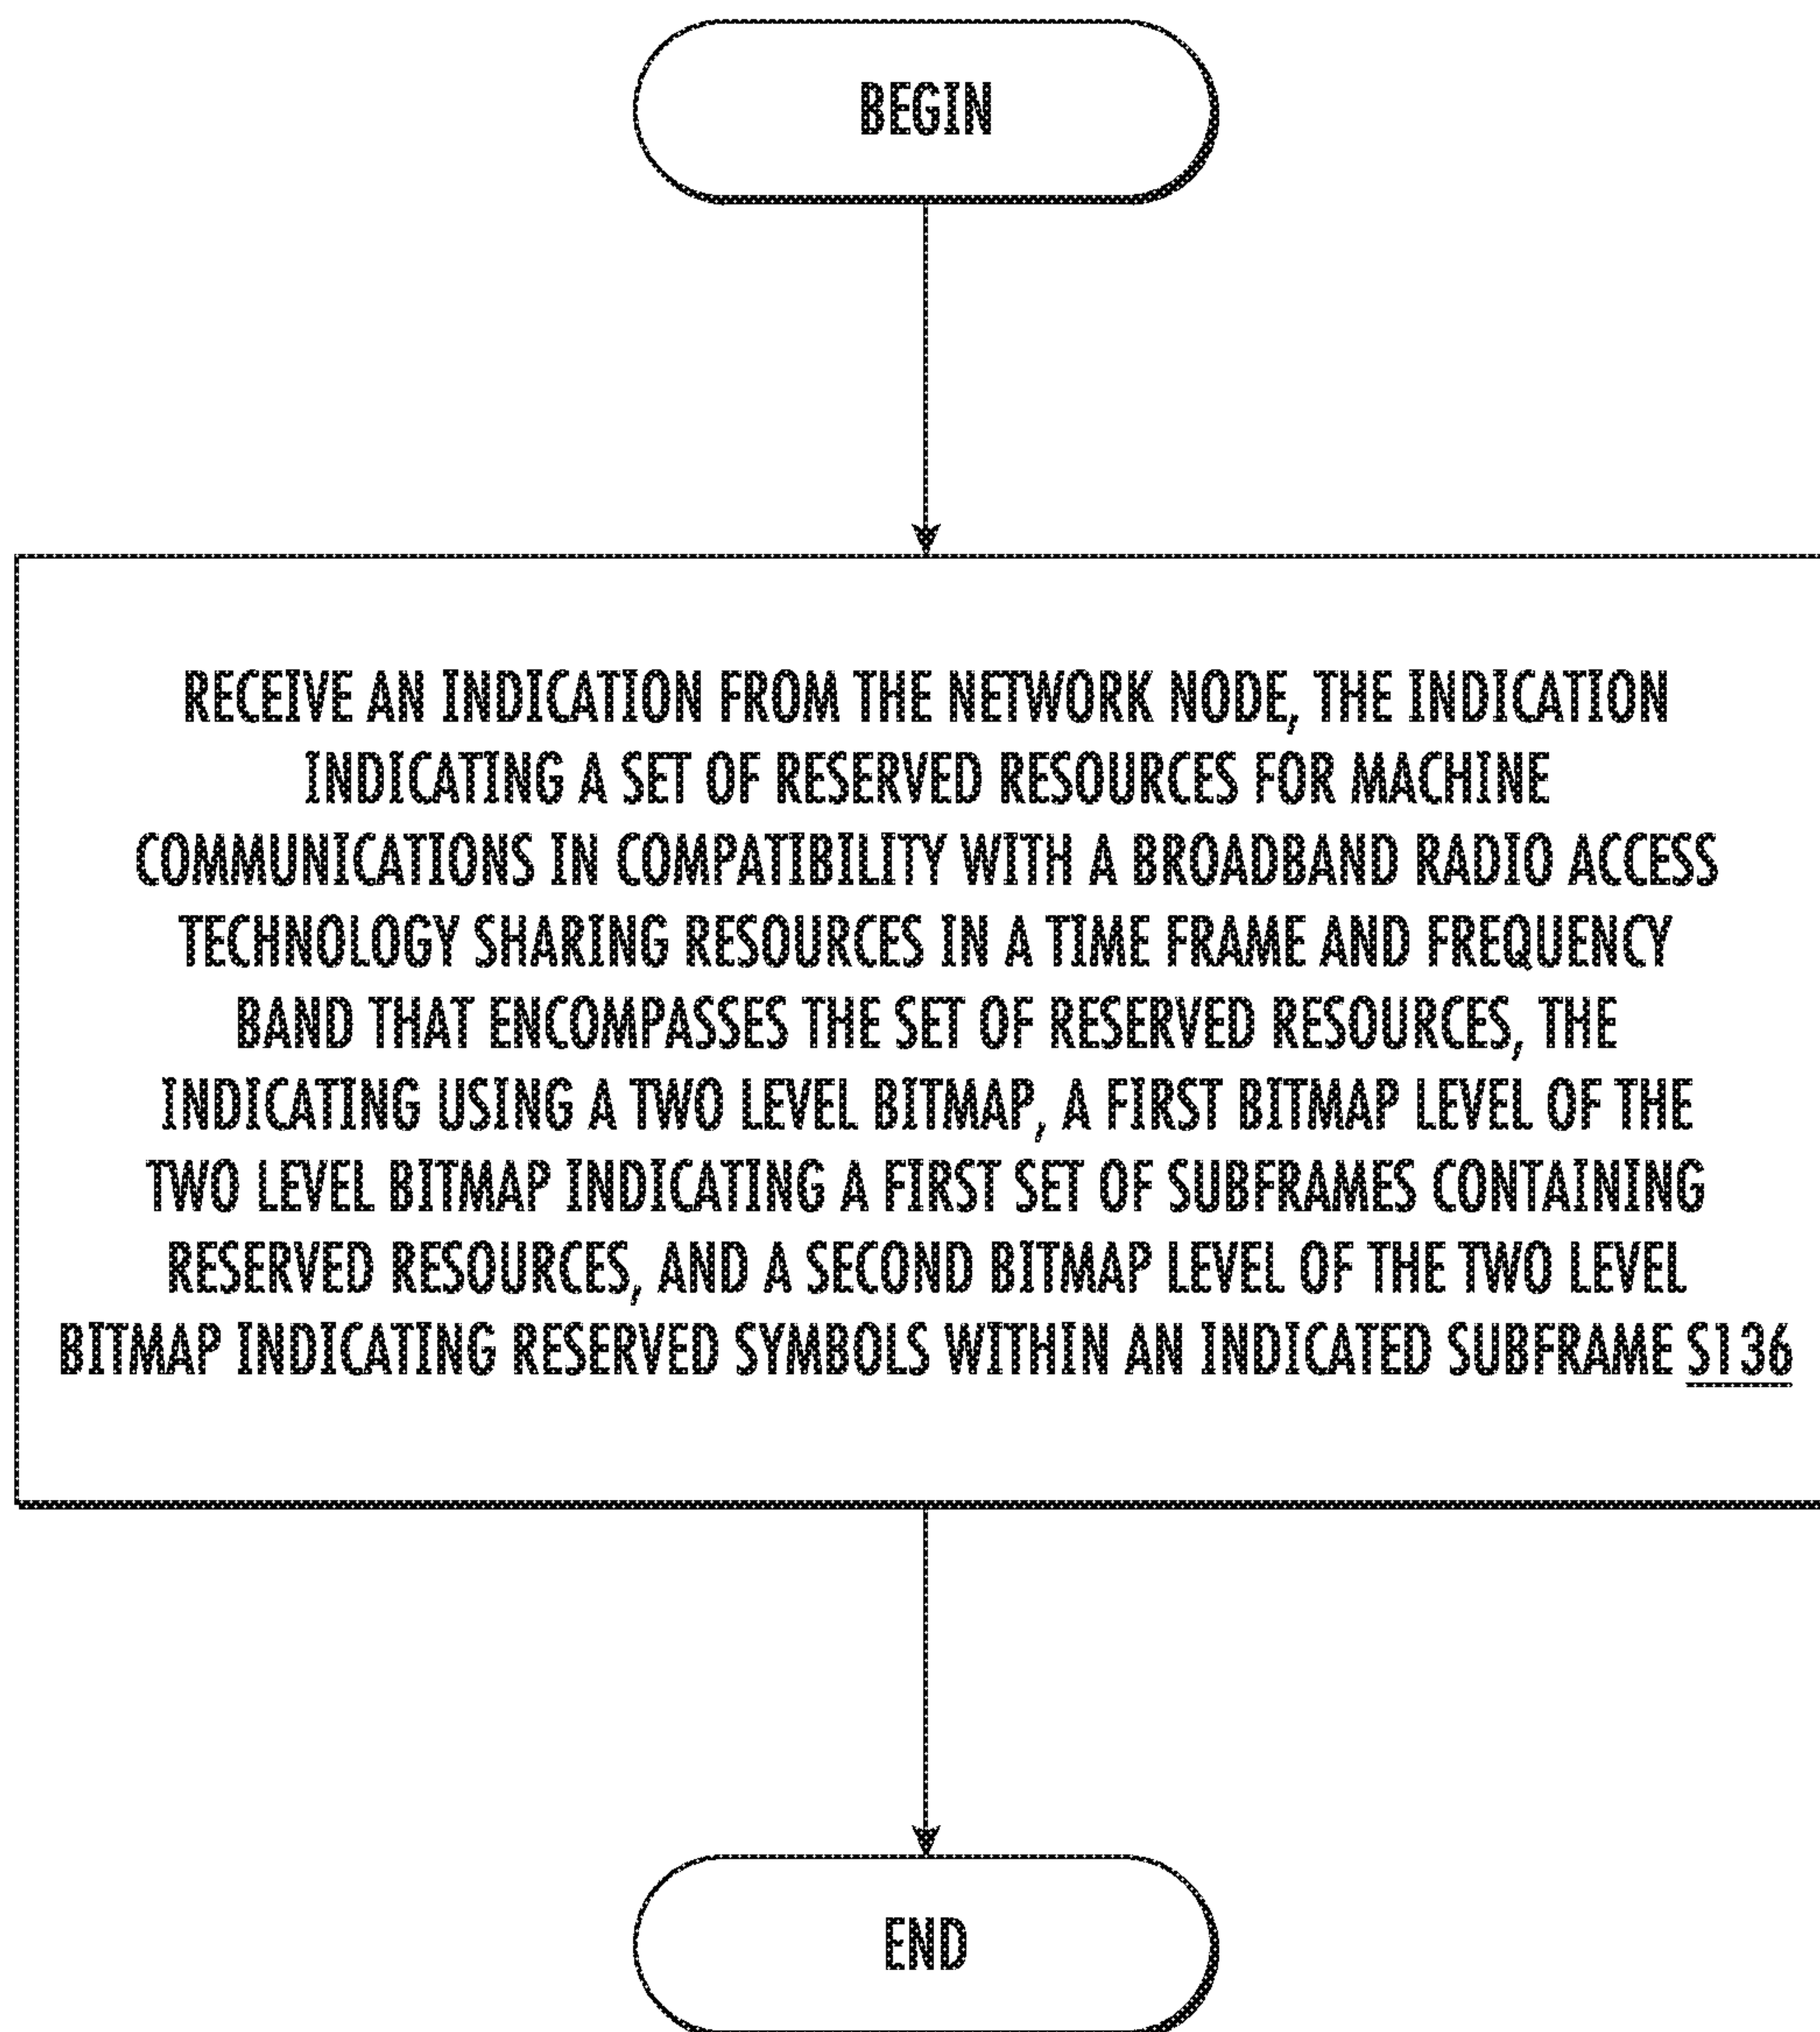 BEGIN
RECEIVE AN INDICATION FROM THE NETWORK NODE, THE INDICATION
INDICATING A SET OF RESERVED RESOURCES FOR MACHINE
COMMUNICATIONS IN COMPATIBILITY WITH A BROADBAND RADIO ACCESS
TECHNOLOGY SHARING RESOURCES IN A TIME FRAME AND FREQUENCY
BAND THAT ENCOMPASSES THE SET OF RESERVED RESOURCES, THE
INDICATING USING A TWO LEVEL BITMAP, A FIRST BITMAP LEVEL OF THE
TWO LEVEL BITMAP INDICATING A FIRST SET OF SUBFRAMES CONTAINING
RESERVED RESOURCES, AND A SECOND BITMAP LEVEL OF THE TWO LEVEL
BITMAP INDICATING RESERVED SYMBOLS WITHIN AN INDICATED SUBFRAME S136
END